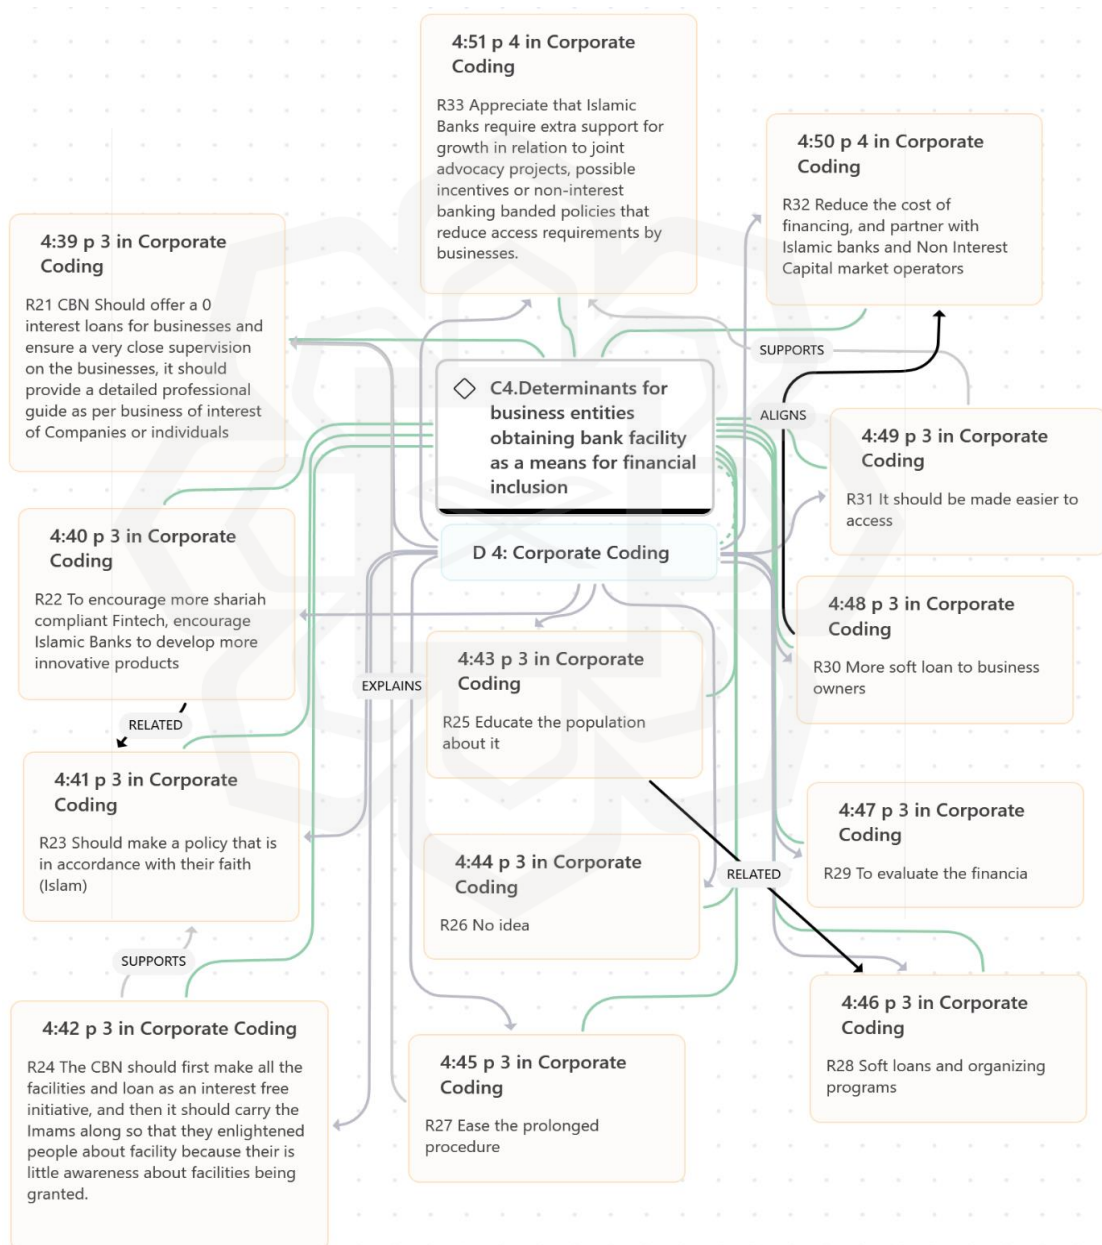 4:51 p 4 in Corporate
Coding
R33 Appreciate that Islamic
Banks require extra support for
growth in relation to joint
advocacy projects, possible
incentives or non-interest
banking banded policies that
reduce access requirements by
businesses.
4:50 p 4 in Corporate
Coding
R32 Reduce the cost of
financing, and partner with
Islamic banks and Non Interest
Capital market operators
4:39 p 3 in Corporate
Coding
R21 CBN Should offer a 0
interest loans for businesses and
ensure a very close supervision
on the businesses, it should
provide a detailed professional
guide as per business of interest
of Companies or individuals
SUPPORTS
C4.Determinants for
business entities
obtaining bank facility
as a means for financial
inclusion
ALIGNS
4:49 p 3 in Corporate
Coding
R31 It should be made easier to
access
D 4: Corporate Coding
4:40 p 3 in Corporate
Coding
R22 To encourage more shariah
compliant Fintech, encourage
Islamic Banks to develop more
innovative products
4:48 p 3 in Corporate
Coding
R30 More soft loan to business
owners
4:43 p 3 in Corporate
Coding
R25 Educate the population
about it
EXPLAINS
RELATED
4:41 p 3 in Corporate
Coding
R23 Should make a policy that is
in accordance with their faith
(Islam)
4:47 p 3 in Corporate
Coding
R29 To evaluate the financia
4:44 p 3 in Corporate
Coding
R26 No idea
RELATED
SUPPORTS
4:46 p 3 in Corporate
Coding
R28 Soft loans and organizing
programs
4:42 p 3 in Corporate Coding
R24 The CBN should first make all the
facilities and loan as an interest free
initiative, and then it should carry the
Imams along so that they enlightened
people about facility because their is
little awareness about facilities being
granted.
4:45 p 3 in Corporate
Coding
R27 Ease the prolonged
procedure